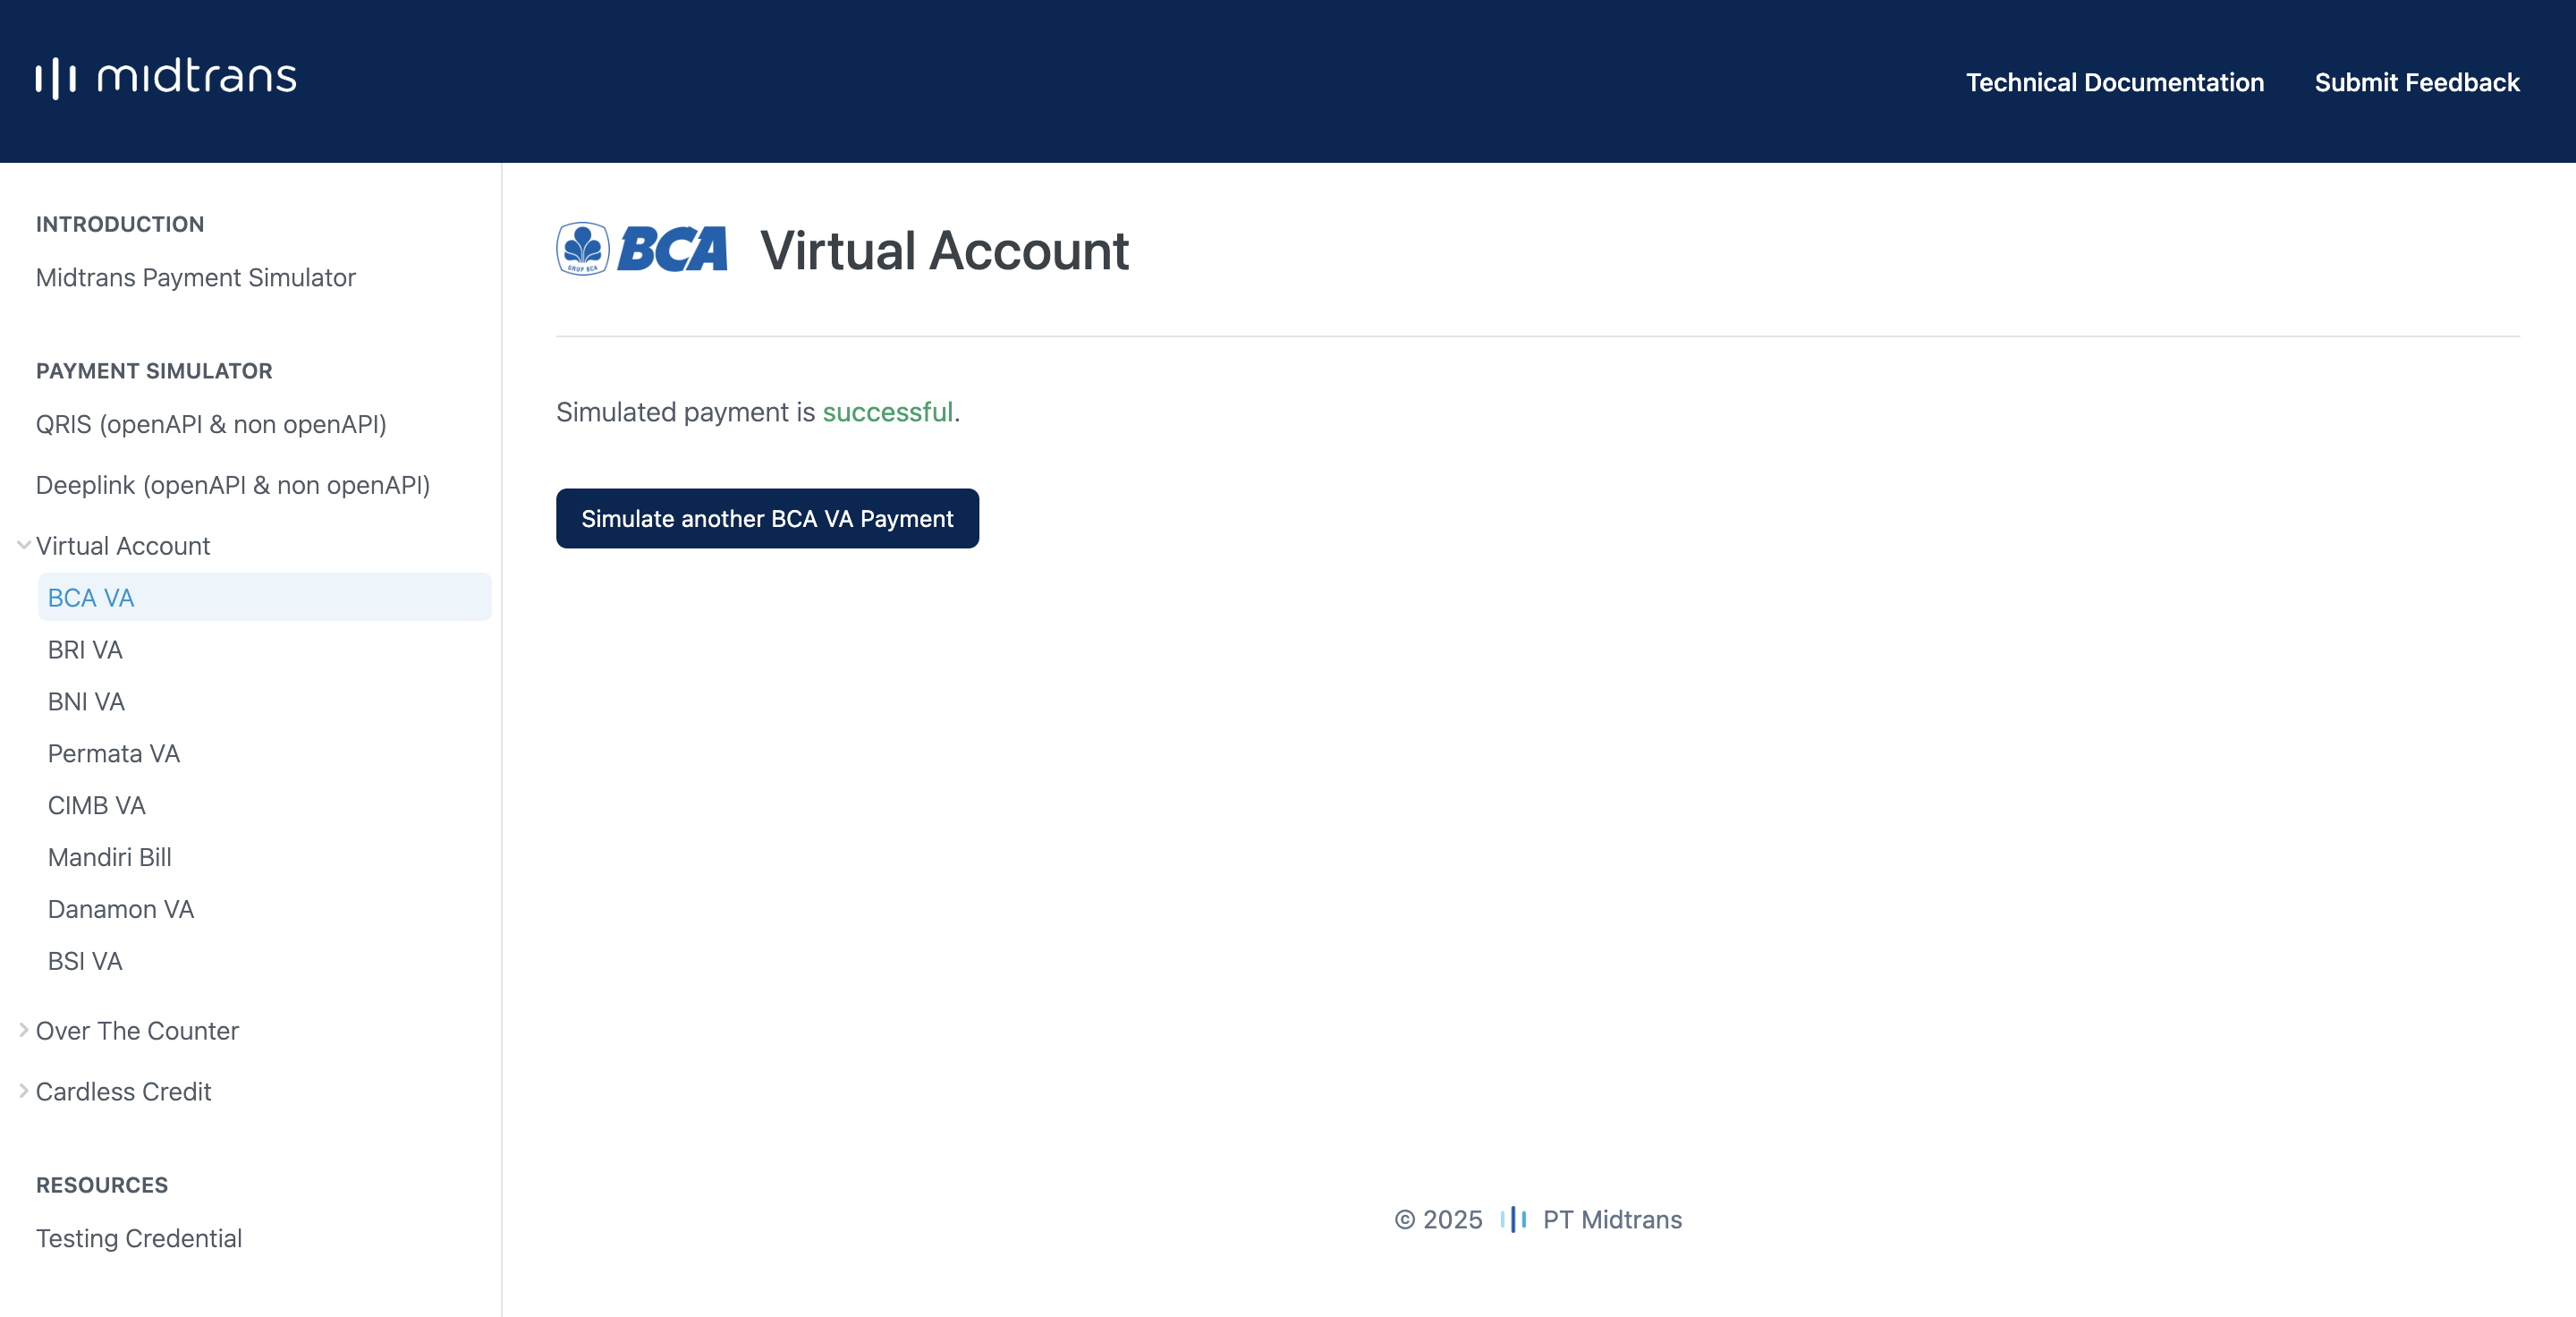 midtrans
Technical Documentation
Submit Feedback
INTRODUCTION
Midtrans Payment Simulator
PAYMENT SIMULATOR
QRIS (openAPI & non openAPI)
Deeplink (openAPI & non openAPI)
Virtual Account
BCA VA
BRI VA
BNI VA
Permata VA
CIMB VA
Mandiri Bill
Danamon VA
BSI VA
Over The Counter
Cardless Credit
RESOURCES
Testing Credential
GRUP BCA
BCA Virtual Account
Simulated payment is successful.
Simulate another BCA VA Payment
© 2025 PT Midtrans